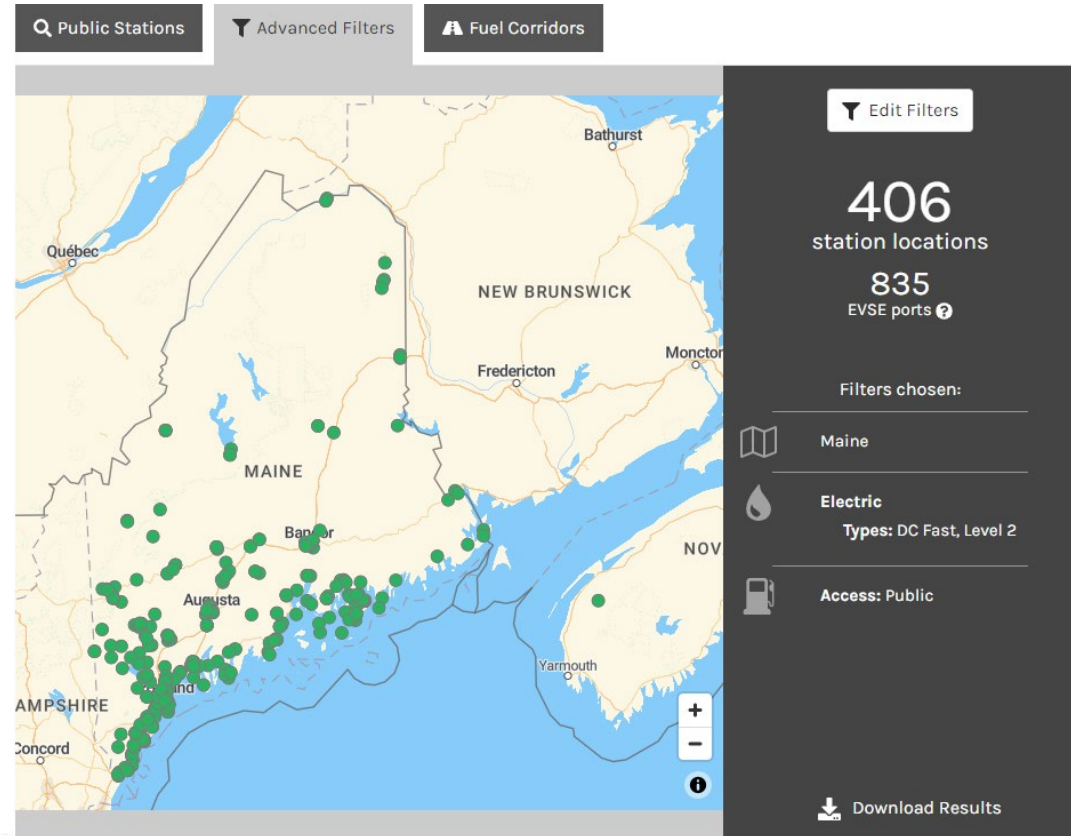 Public Stations
Advanced Filters
Fuel Corridors
Bathurst
Québec
NEW BRUNSWICK
Moncton
Fredericton
MAINE
Bangor
NOV
Augusta
Yarmouth
AMPSHIRE
Concord
+
−
Edit Filters
406
station locations
835
EVSE ports ?
Filters chosen:
Maine
Electric
Types: DC Fast, Level 2
Access: Public
Download Results